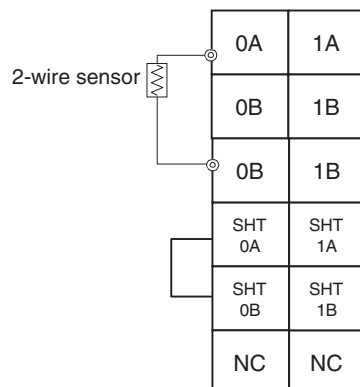 0A 1A
2-wire sensor
0B 1B
0B 1B
SHT 0A SHT 1A
SHT 0B SHT 1B
NC NC